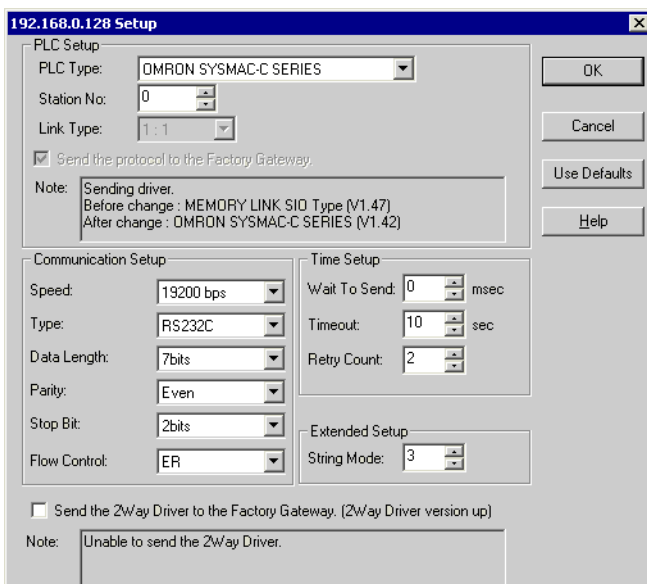 192.168.0.128 Setup
PLC Setup
PLC Type: OMRON SYSMAC-C SERIES
Station No: 0
Link Type: 1 : 1
Send the protocol to the Factory Gateway.
Note: Sending driver.
Before change : MEMORY LINK SIO Type (V1.47)
After change : OMRON SYSMAC-C SERIES (V1.42)
OK
Cancel
Use Defaults
Help
Communication Setup
Speed: 19200 bps
Type: RS232C
Data Length: 7bits
Parity: Even
Stop Bit: 2bits
Flow Control: ER
Time Setup
Wait To Send: 0 msec
Timeout: 10 sec
Retry Count: 2
Extended Setup
String Mode: 3
Send the 2Way Driver to the Factory Gateway. (2Way Driver version up)
Note: Unable to send the 2Way Driver.